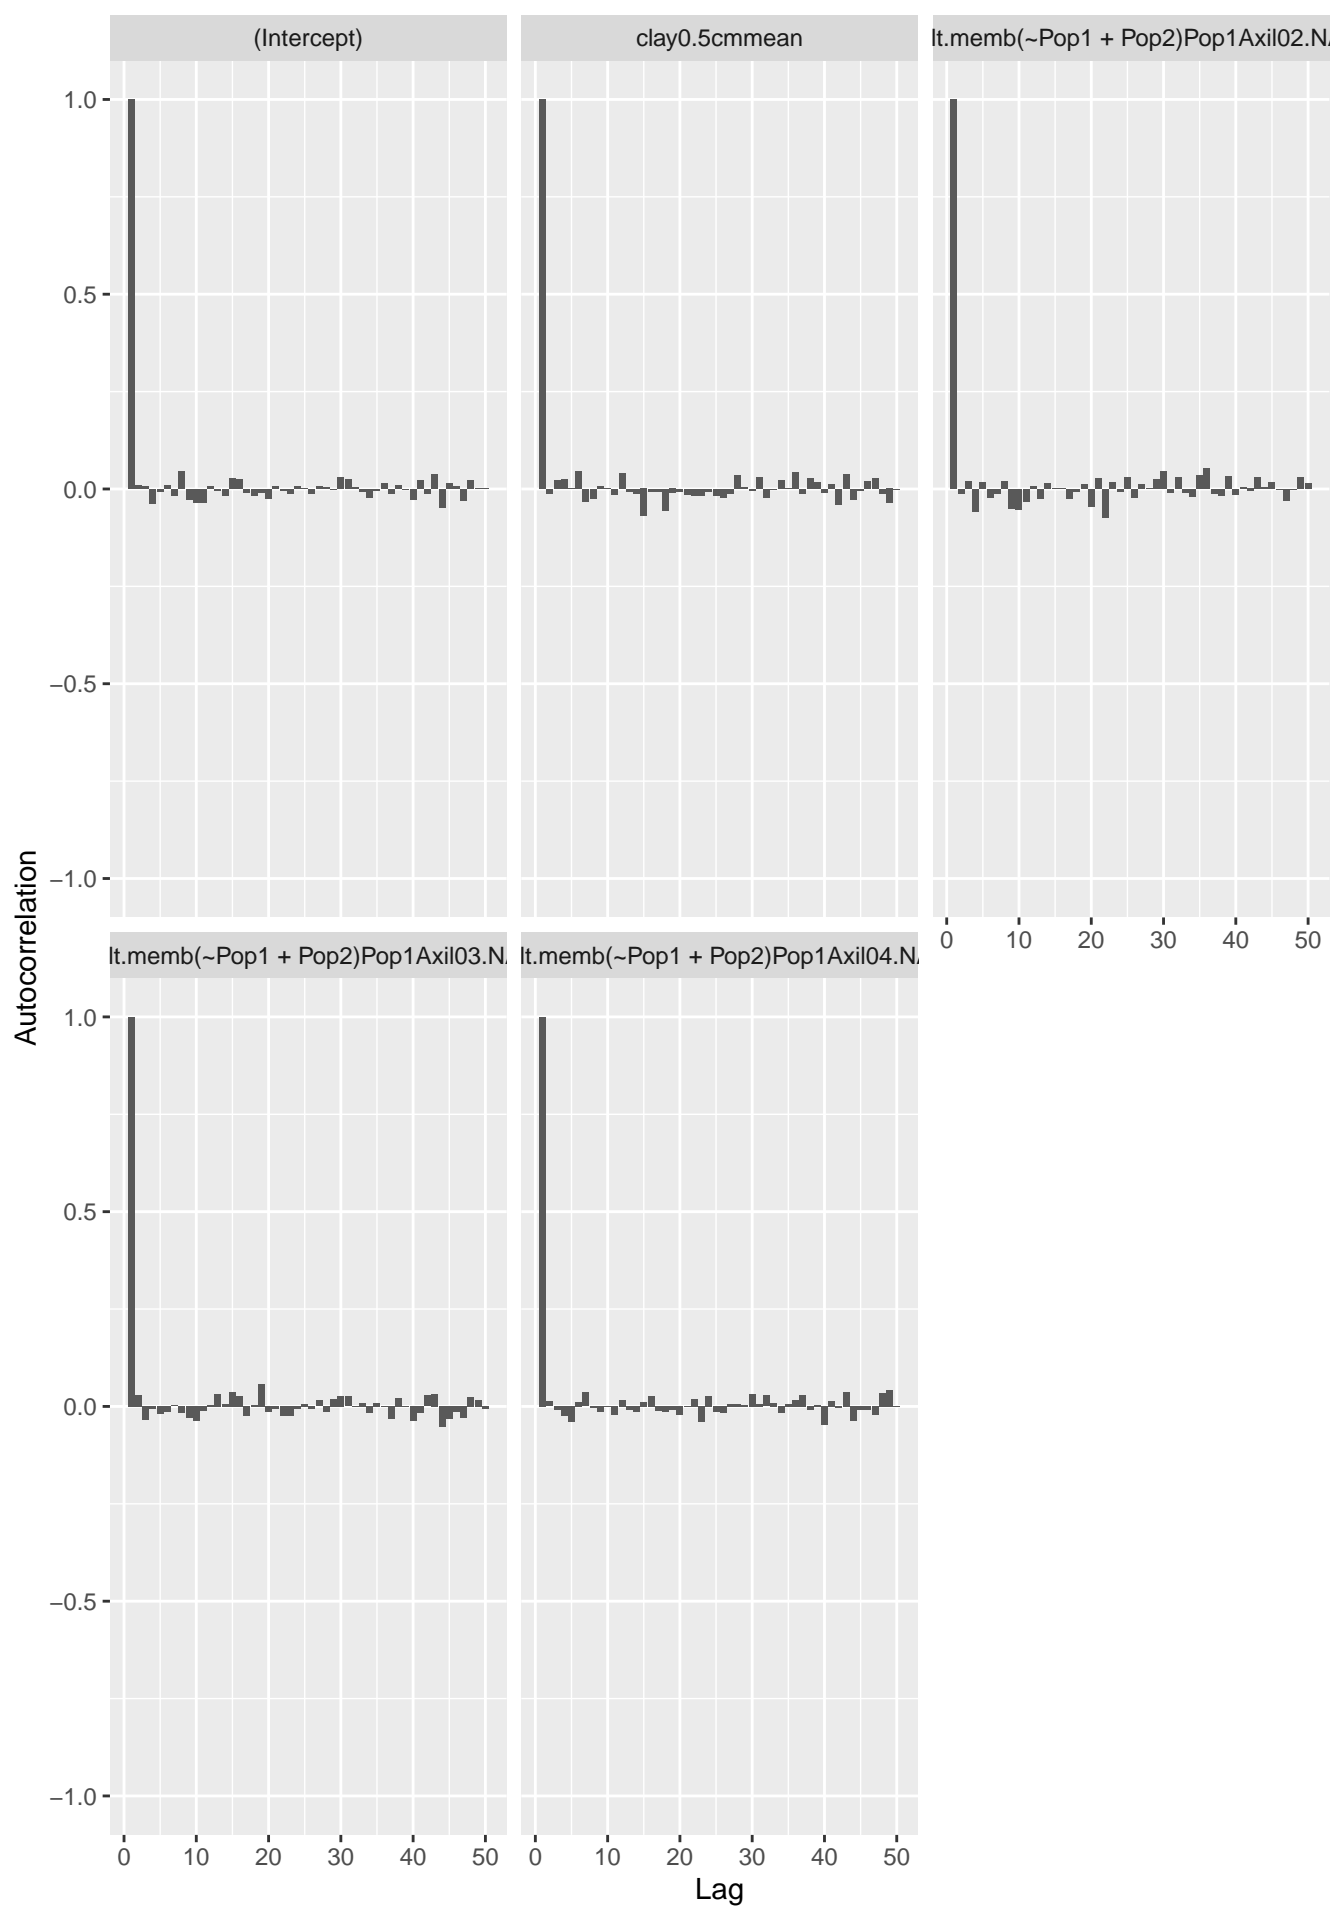 (Intercept)
clay0.5cmmean
lt.memb(~Pop1 + Pop2)Pop1Axil02.N
1.0
0.5
0.0
−0.5
−1.0
0 10 20 30 40 50
Autocorrelation
lt.memb(~Pop1 + Pop2)Pop1Axil03.N
lt.memb(~Pop1 + Pop2)Pop1Axil04.N
1.0
0.5
0.0
−0.5
−1.0
0 10 20 30 40 50
0 10 20 30 40 50
Lag